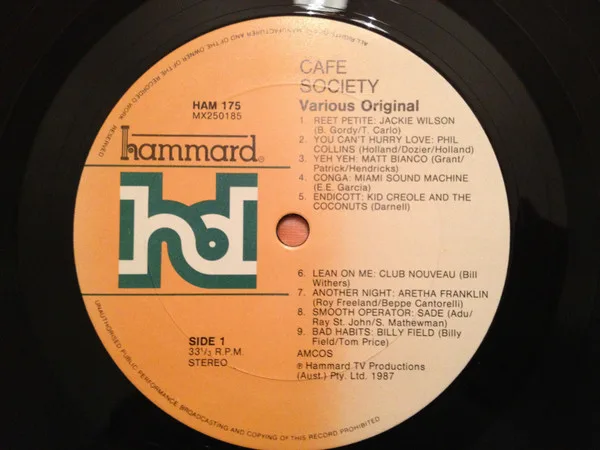 CAFE
SOCIETY
Various Original
HAM 175
MX250185
hammard®
hd
1. REET PETITE: JACKIE WILSON
(B. Gordy/T. Carlo)
2. YOU CAN'T HURRY LOVE: PHIL
COLLINS (Holland/Dozier/Holland)
3. YEH YEH: MATT BIANCO (Grant/
Patrick/Hendricks)
4. CONGA: MIAMI SOUND MACHINE
(E.E. Garcia)
5. ENDICOTT: KID CREOLE AND THE
COCONUTS (Darnell)
6. LEAN ON ME: CLUB NOUVEAU (Bill
Withers)
7. ANOTHER NIGHT: ARETHA FRANKLIN
(Roy Freeland/Beppe Cantorelli)
8. SMOOTH OPERATOR: SADE (Adu/
Ray St. John/S. Mathewman)
9. BAD HABITS: BILLY FIELD (Billy
Field/Tom Price)
AMCOS
℗ Hammard TV Productions
(Aust.) Pty. Ltd. 1987
SIDE 1
33⅓ R.P.M.
STEREO
ALL RIGHTS OF THE MANUFACTURER AND OF THE OWNER OF THE RECORDED WORK RESERVED
UNAUTHORISED PUBLIC PERFORMANCE BROADCASTING AND COPYING OF THIS RECORD PROHIBITED